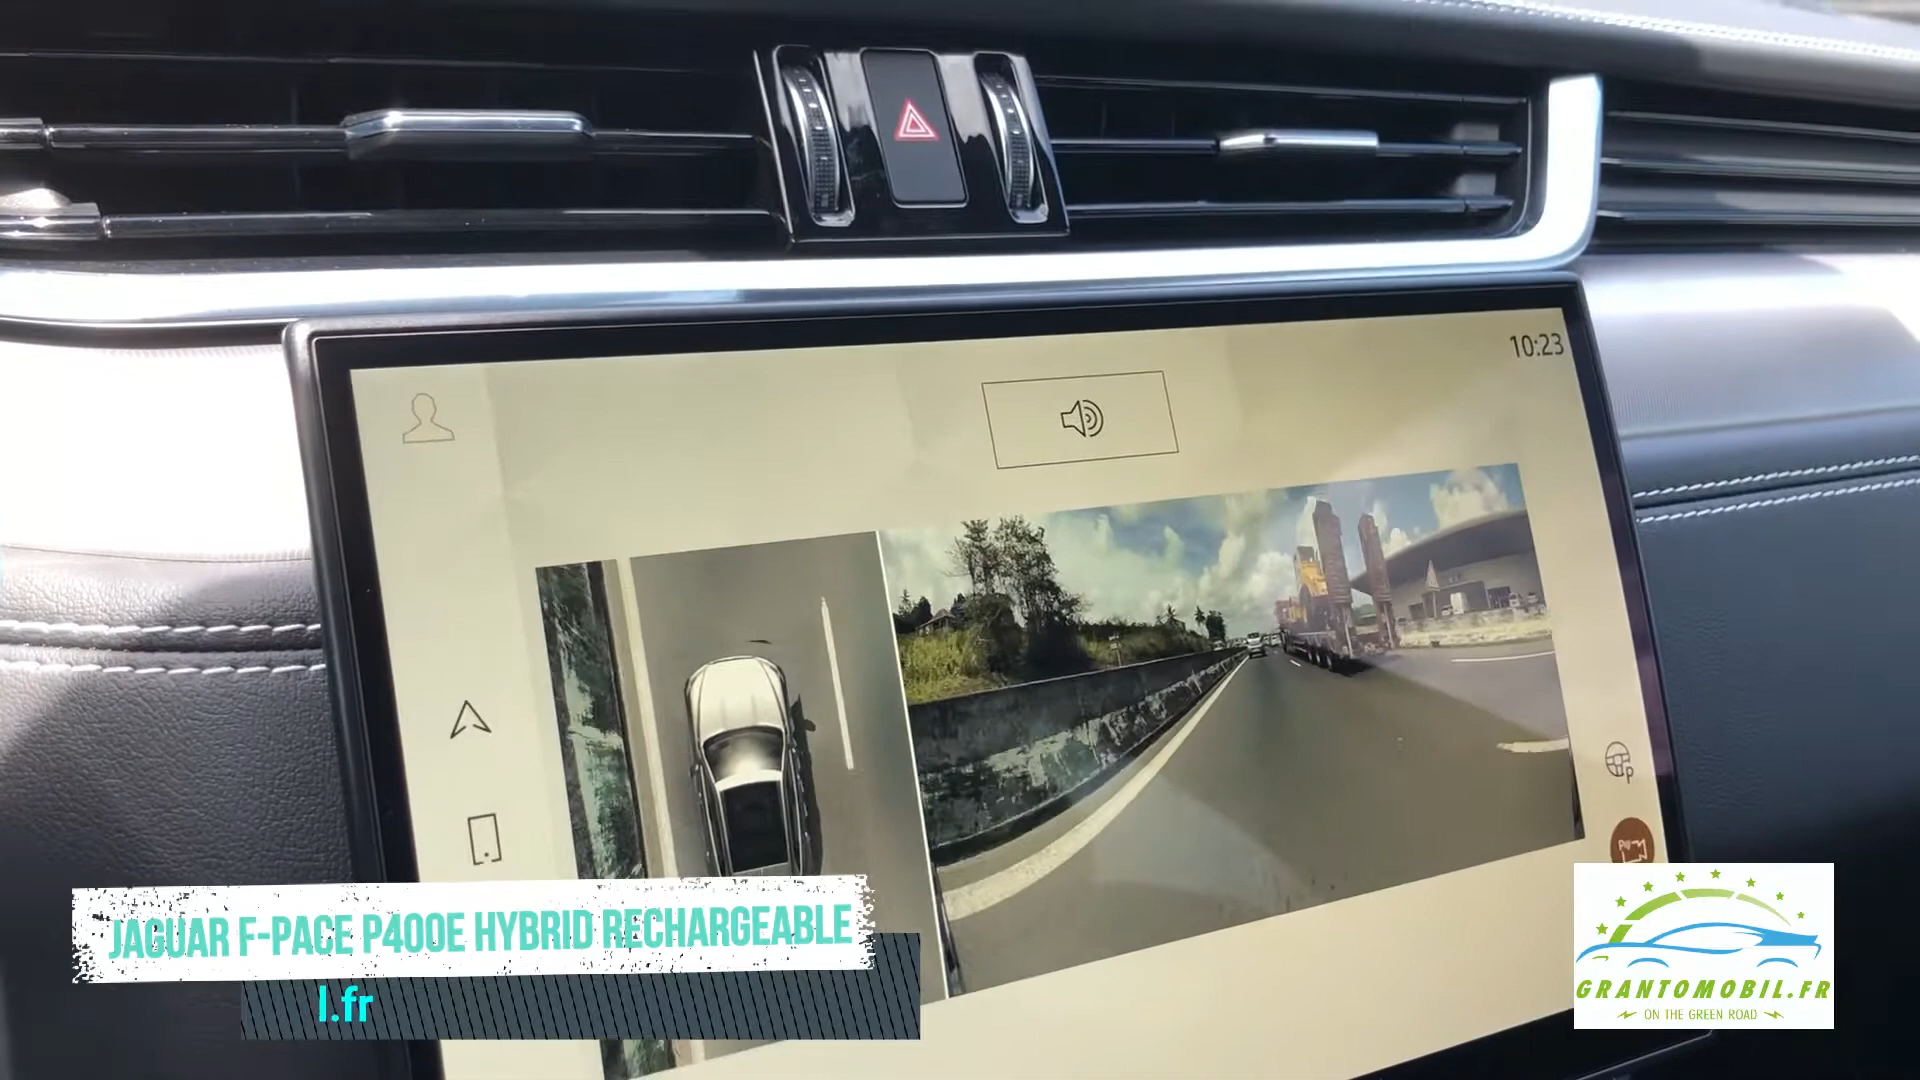 10:23
P
JAGUAR F-PACE P400E HYBRID RECHARGEABLE
l.fr
GRANTOMOBIL.FR
ON THE GREEN ROAD